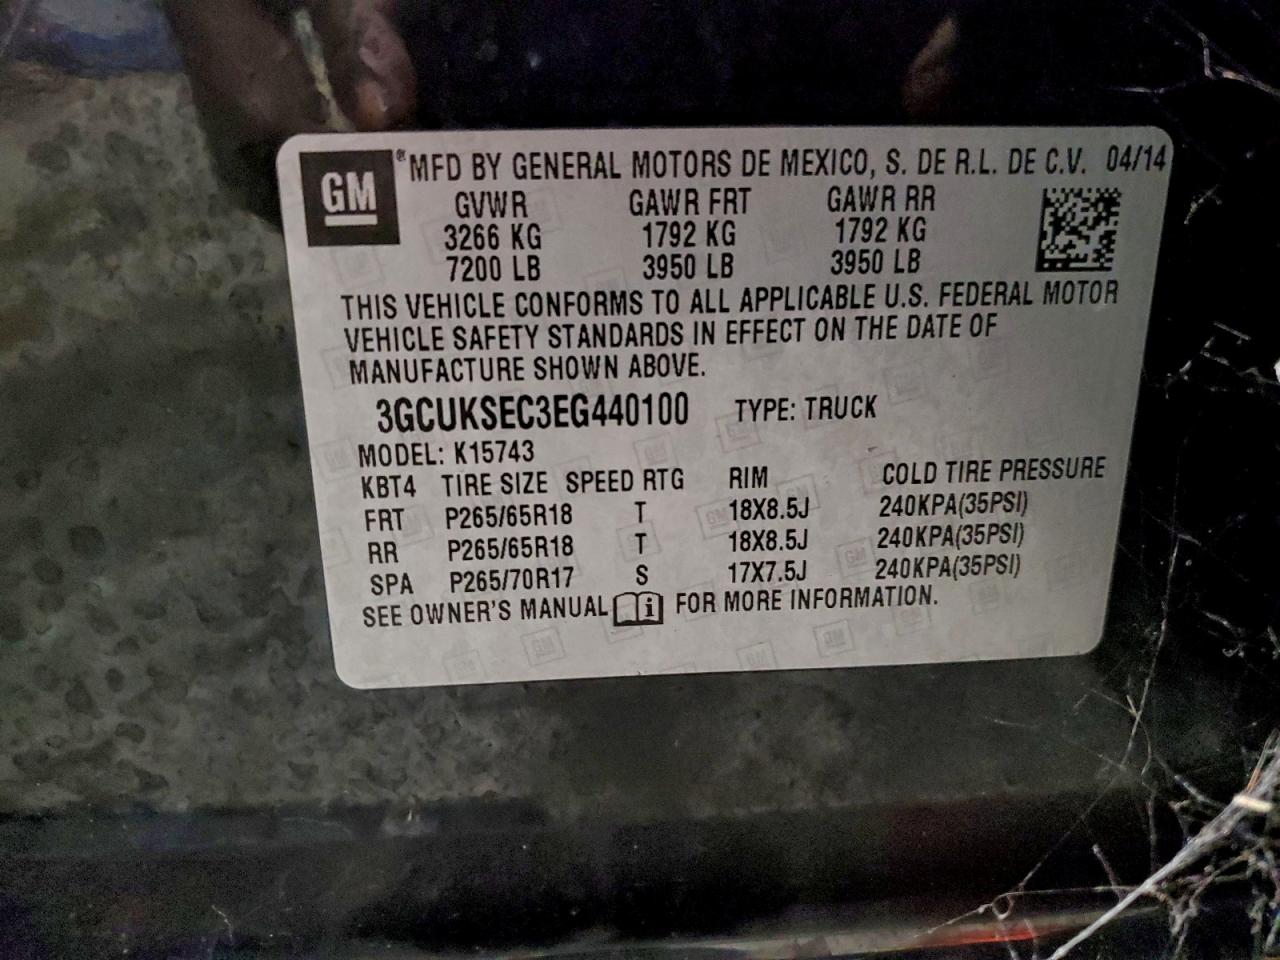 GM ® MFD BY GENERAL MOTORS DE MEXICO, S. DE R.L. DE C.V. 04/14
GVWR GAWR FRT GAWR RR
3266 KG 1792 KG 1792 KG
7200 LB 3950 LB 3950 LB
THIS VEHICLE CONFORMS TO ALL APPLICABLE U.S. FEDERAL MOTOR
VEHICLE SAFETY STANDARDS IN EFFECT ON THE DATE OF
MANUFACTURE SHOWN ABOVE.
3GCUKSEC3EG440100 TYPE: TRUCK
MODEL: K15743
KBT4 TIRE SIZE SPEED RTG RIM COLD TIRE PRESSURE
FRT P265/65R18 T 18X8.5J 240KPA(35PSI)
RR P265/65R18 T 18X8.5J 240KPA(35PSI)
SPA P265/70R17 S 17X7.5J 240KPA(35PSI)
SEE OWNER'S MANUAL i FOR MORE INFORMATION.